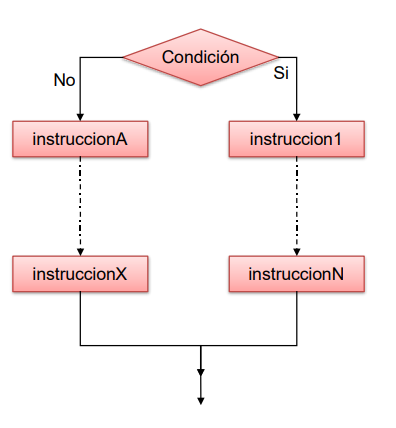 Condición
No
Si
instruccionA
instruccion1
instruccionX
instruccionN